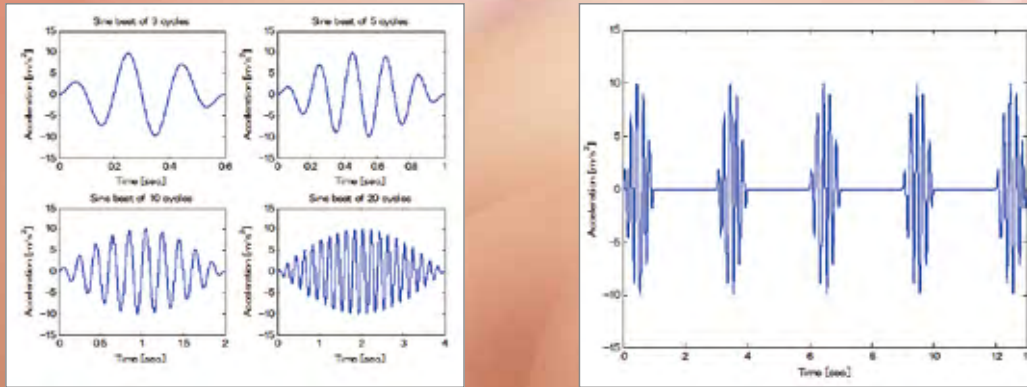 Sine beat of 3 cycles
15
10
5
0
-5
-10
-15
0 0.2 0.4 0.6
Acceleration [m/s²]
Time [sec]
Sine beat of 5 cycles
15
10
5
0
-5
-10
-15
0 0.2 0.4 0.6 0.8 1
Acceleration [m/s²]
Time [sec]
Sine beat of 10 cycles
15
10
5
0
-5
-10
-15
0 0.5 1 1.5 2
Acceleration [m/s²]
Time [sec]
Sine beat of 20 cycles
15
10
5
0
-5
-10
-15
0 1 2 3 4
Acceleration [m/s²]
Time [sec]
15
10
5
0
-5
-10
-15
0 2 4 6 8 10 12
Acceleration [m/s²]
Time [sec]